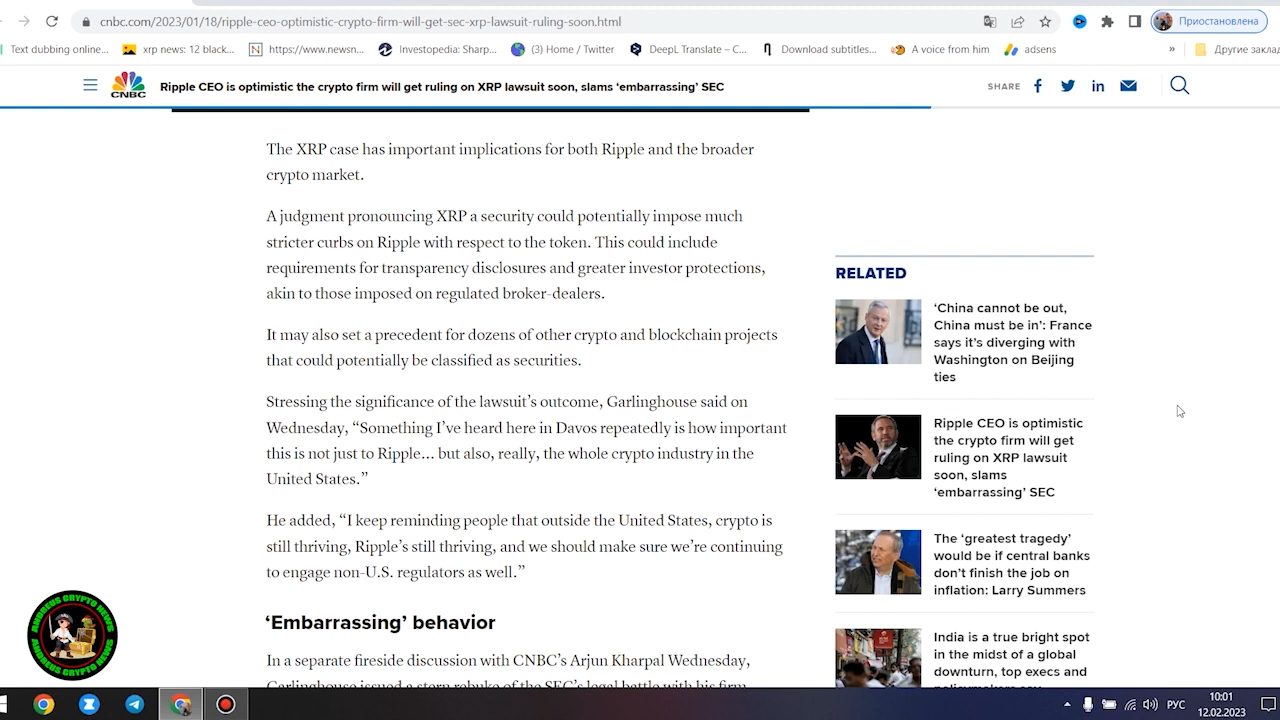 cnbc.com/2023/01/18/ripple-ceo-optimistic-crypto-firm-will-get-sec-xrp-lawsuit-ruling-soon.html
Приостановлена
Text dubbing online...
xrp news: 12 black...
https://www.newsn...
Investopedia: Sharp...
(3) Home / Twitter
DeepL Translate – C...
Download subtitles...
A voice from him
adsens
»
Другие закла
CNBC
Ripple CEO is optimistic the crypto firm will get ruling on XRP lawsuit soon, slams ‘embarrassing’ SEC
SHARE
The XRP case has important implications for both Ripple and the broader
crypto market.
A judgment pronouncing XRP a security could potentially impose much
stricter curbs on Ripple with respect to the token. This could include
requirements for transparency disclosures and greater investor protections,
akin to those imposed on regulated broker-dealers.
It may also set a precedent for dozens of other crypto and blockchain projects
that could potentially be classified as securities.
Stressing the significance of the lawsuit’s outcome, Garlinghouse said on
Wednesday, “Something I’ve heard here in Davos repeatedly is how important
this is not just to Ripple… but also, really, the whole crypto industry in the
United States.”
He added, “I keep reminding people that outside the United States, crypto is
still thriving, Ripple’s still thriving, and we should make sure we’re continuing
to engage non-U.S. regulators as well.”
‘Embarrassing’ behavior
In a separate fireside discussion with CNBC’s Arjun Kharpal Wednesday,
Garlinghouse issued a stern rebuke of the SEC’s legal battle with his firm
RELATED
‘China cannot be out,
China must be in’: France
says it’s diverging with
Washington on Beijing
ties
Ripple CEO is optimistic
the crypto firm will get
ruling on XRP lawsuit
soon, slams
‘embarrassing’ SEC
The ‘greatest tragedy’
would be if central banks
don’t finish the job on
inflation: Larry Summers
India is a true bright spot
in the midst of a global
downturn, top execs and
policymakers say
ANDREUS CRYPTO NEWS
ANDREUS CRYPTO NEWS
РУС
10:01
12.02.2023